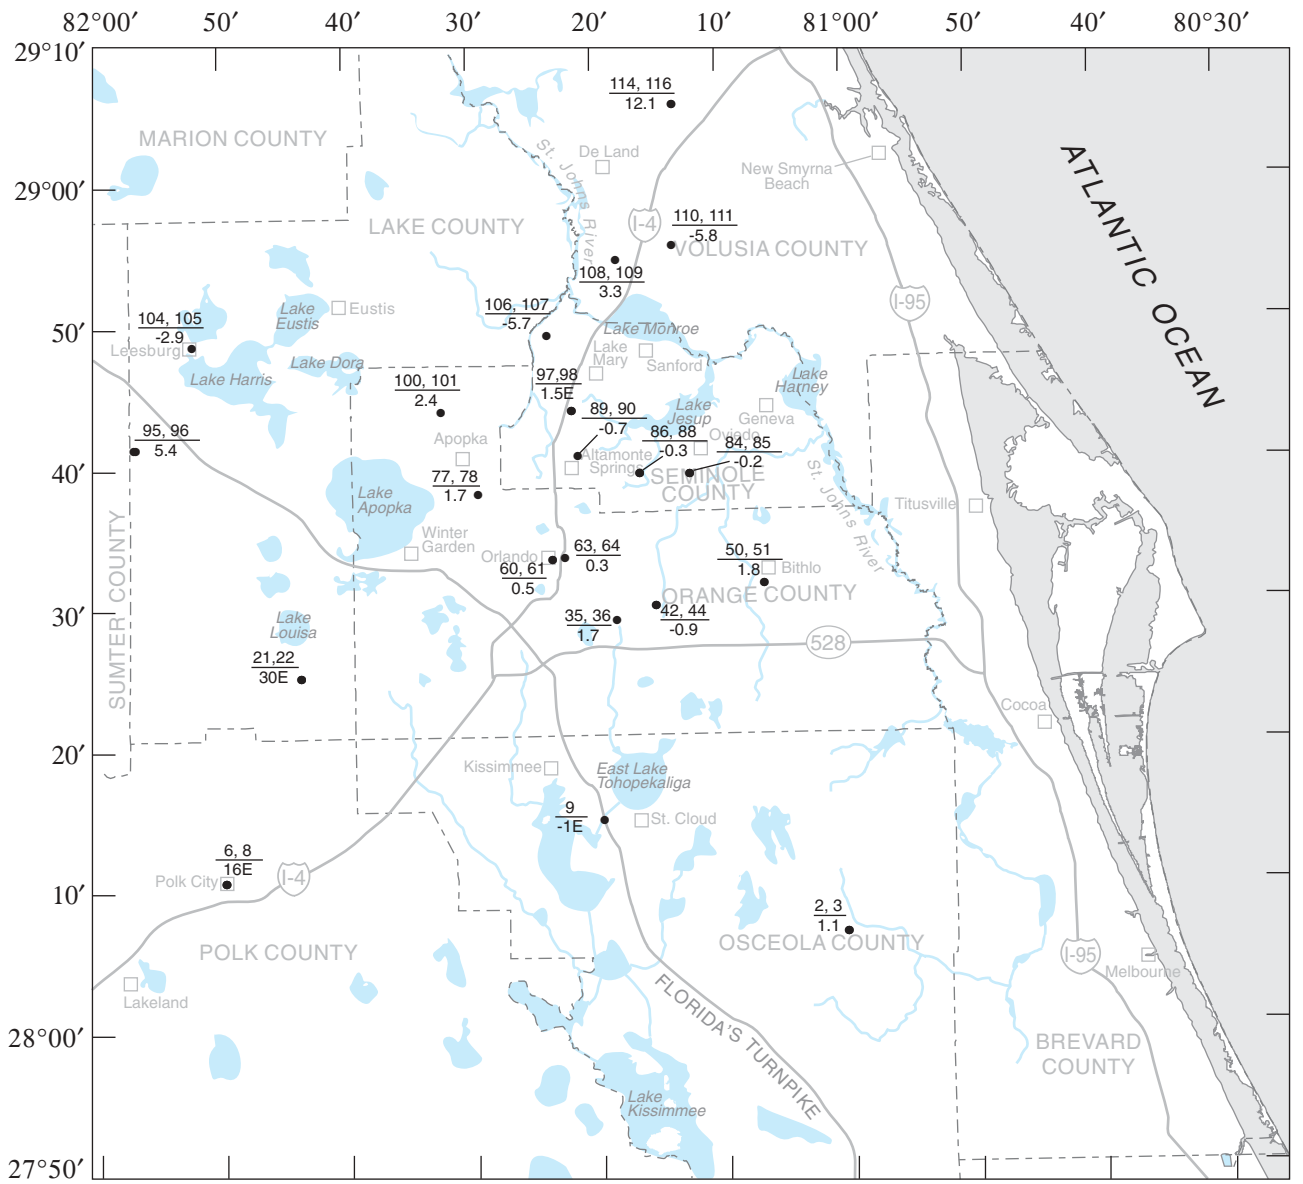 82°00′ 50′ 40′ 30′ 20′ 10′ 81°00′ 50′ 40′ 80°30′
29°10′
29°00′
50′
40′
30′
20′
10′
28°00′
27°50′
114, 116
12.1
MARION COUNTY
De Land
St. Johns River
New Smyrna
Beach
ATLANTIC OCEAN
LAKE COUNTY
I-4
110, 111
-5.8
VOLUSIA COUNTY
108, 109
3.3
I-95
Lake
Eustis
Eustis
106, 107
-5.7
104, 105
-2.9
Leesburg
Lake Harris
Lake Dora
Lake Monroe
Lake
Mary
Sanford
Lake
Harney
97,98
1.5E
100, 101
2.4
89, 90
-0.7
Lake
Jesup
Geneva
86, 88
-0.3
Oviedo
84, 85
-0.2
95, 96
5.4
Apopka
Altamonte
Springs
SEMINOLE
COUNTY
77, 78
1.7
Lake
Apopka
St. Johns River
Titusville
Winter
Garden
Orlando
63, 64
0.3
60, 61
0.5
50, 51
1.8
Bithlo
ORANGE COUNTY
42, 44
-0.9
35, 36
1.7
528
SUMTER COUNTY
Lake
Louisa
21,22
30E
Cocoa
Kissimmee
East Lake
Tohopekaliga
9
-1E
St. Cloud
6, 8
16E
Polk City
I-4
2, 3
1.1
OSCEOLA COUNTY
POLK COUNTY
I-95
Melbourne
Lakeland
FLORIDA'S TURNPIKE
BREVARD
COUNTY
Lake
Kissimmee